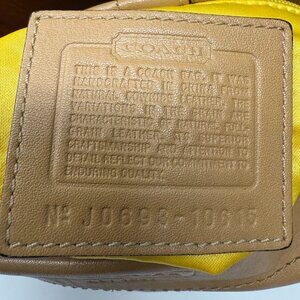 COACH
THIS IS A COACH BAG. IT WAS
HANDCRAFTED IN CHINA FROM
NATURAL, SUPPLE LEATHER. THE
VARIATIONS IN THE GRAIN ARE
CHARACTERISTIC OF NATURAL FULL
GRAIN LEATHER. ITS SUPERIOR
CRAFTSMANSHIP AND ATTENTION TO
DETAIL REFLECT OUR COMMITMENT TO
ENDURING QUALITY.
Nº J0693-10615